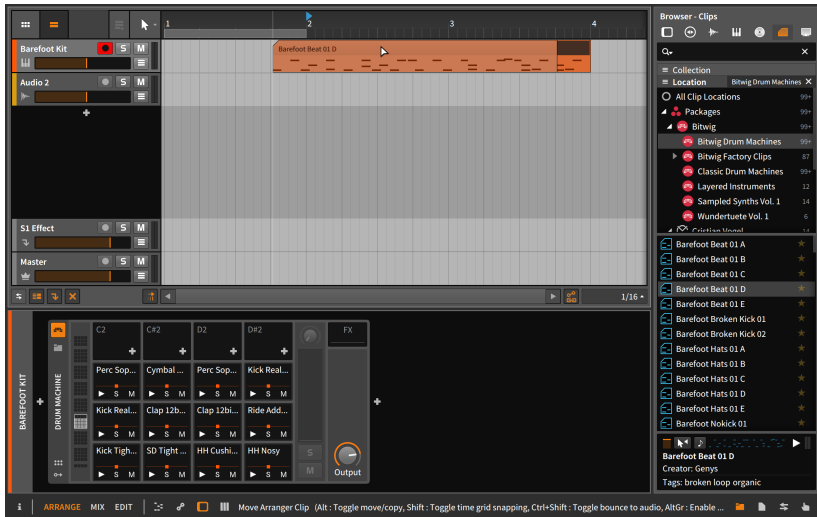 Browser - Clips
1 2 3 4
Barefoot Kit S M
Barefoot Beat 01 D
Audio 2 S M
S1 Effect S M
Master S M
1/16
Collection
Location Bitwig Drum Machines
All Clip Locations 99+
Packages 99+
Bitwig 99+
Bitwig Drum Machines 99+
Bitwig Factory Clips 87
Classic Drum Machines 99+
Layered Instruments 12
Sampled Synths Vol. 1 14
Wundertuete Vol. 1 6
Cristian Vogel 14
Barefoot Beat 01 A
Barefoot Beat 01 B
Barefoot Beat 01 C
Barefoot Beat 01 D
Barefoot Beat 01 E
Barefoot Broken Kick 01
Barefoot Broken Kick 02
Barefoot Hats 01 A
Barefoot Hats 01 B
Barefoot Hats 01 C
Barefoot Hats 01 D
Barefoot Hats 01 E
Barefoot Nokick 01
Barefoot Beat 01 D
Creator: Genys
Tags: broken loop organic
BAREFOOT KIT
DRUM MACHINE
C2 C#2 D2 D#2 FX
Perc Sop... Cymbal ... Perc Sop... Kick Real...
S M S M S M S M
Kick Real... Clap 12b... Clap 12bi... Ride Add...
S M S M S M S M
Kick Tigh... SD Tight ... HH Cushi... HH Nosy
S M S M S M S M
S
M
Output
i ARRANGE MIX EDIT Move Arranger Clip (Alt : Toggle move/copy, Shift : Toggle time grid snapping, Ctrl+Shift : Toggle bounce to audio, AltGr : Enable ...